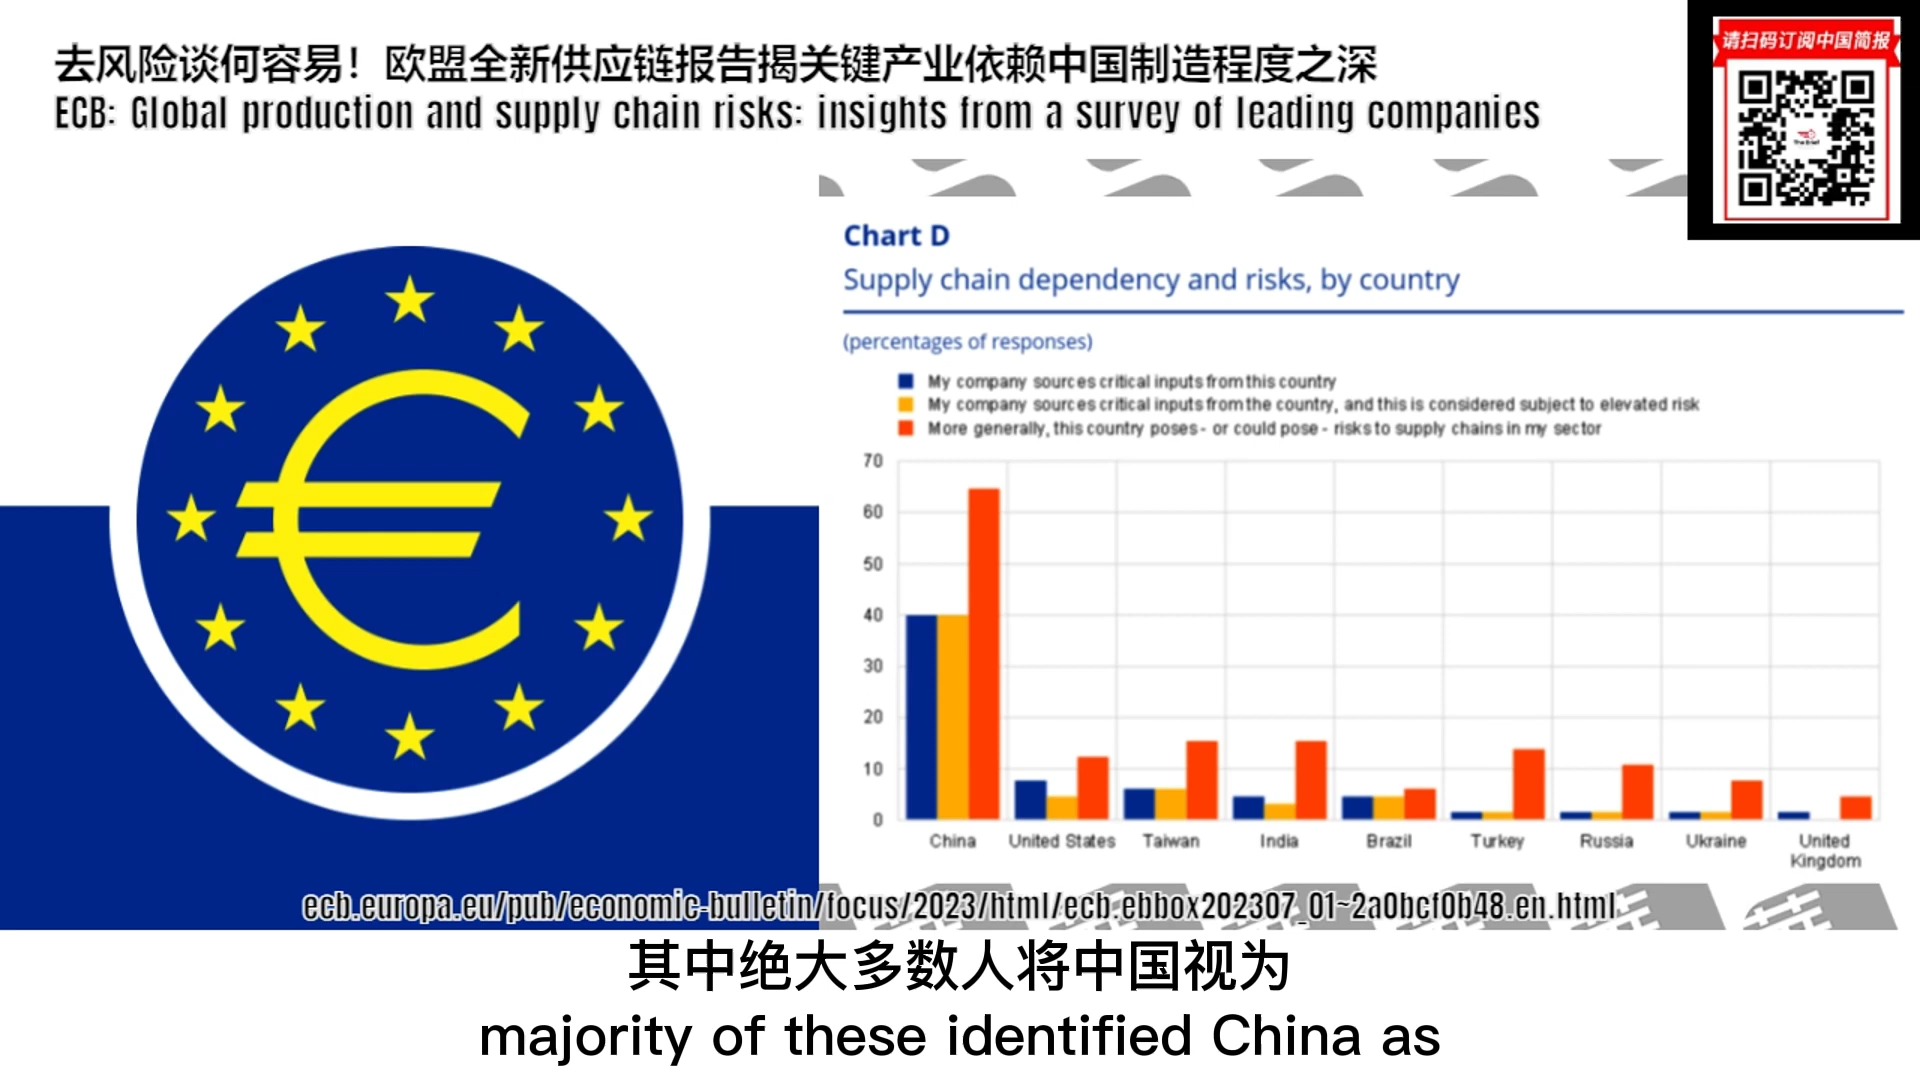 去风险谈何容易！欧盟全新供应链报告揭关键产业依赖中国制造程度之深
ECB: Global production and supply chain risks: insights from a survey of leading companies
请扫码订阅中国简报
Chart D
Supply chain dependency and risks, by country
(percentages of responses)
My company sources critical inputs from this country
My company sources critical inputs from the country, and this is considered subject to elevated risk
More generally, this country poses - or could pose - risks to supply chains in my sector
70
60
50
40
30
20
10
0
China
United States
Taiwan
India
Brazil
Turkey
Russia
Ukraine
United
Kingdom
ecb.europa.eu/pub/economic-bulletin/focus/2023/html/ecb.ebbox202307_01~2a0bcf0b48.en.html
其中绝大多数人将中国视为
majority of these identified China as